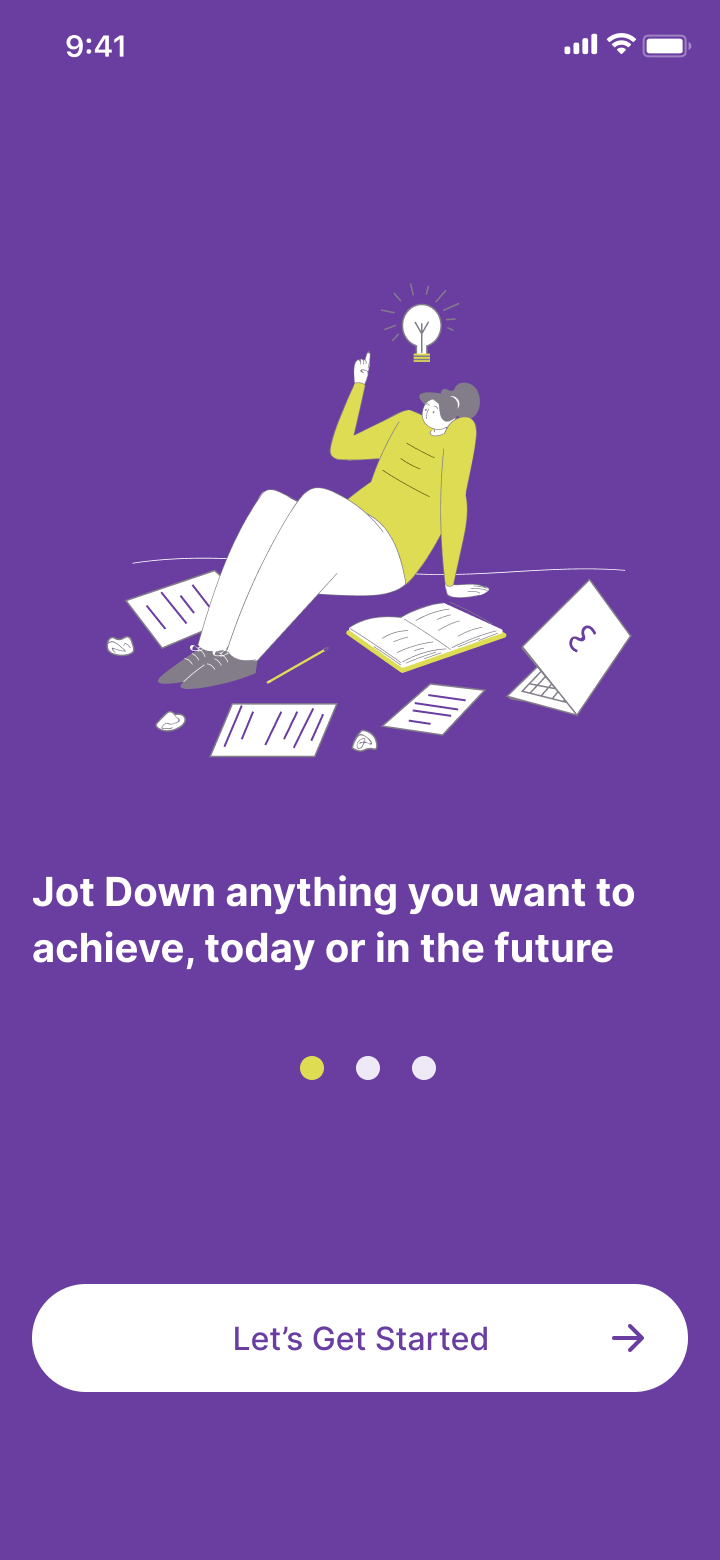 9:41
Jot Down anything you want to
achieve, today or in the future
Let’s Get Started